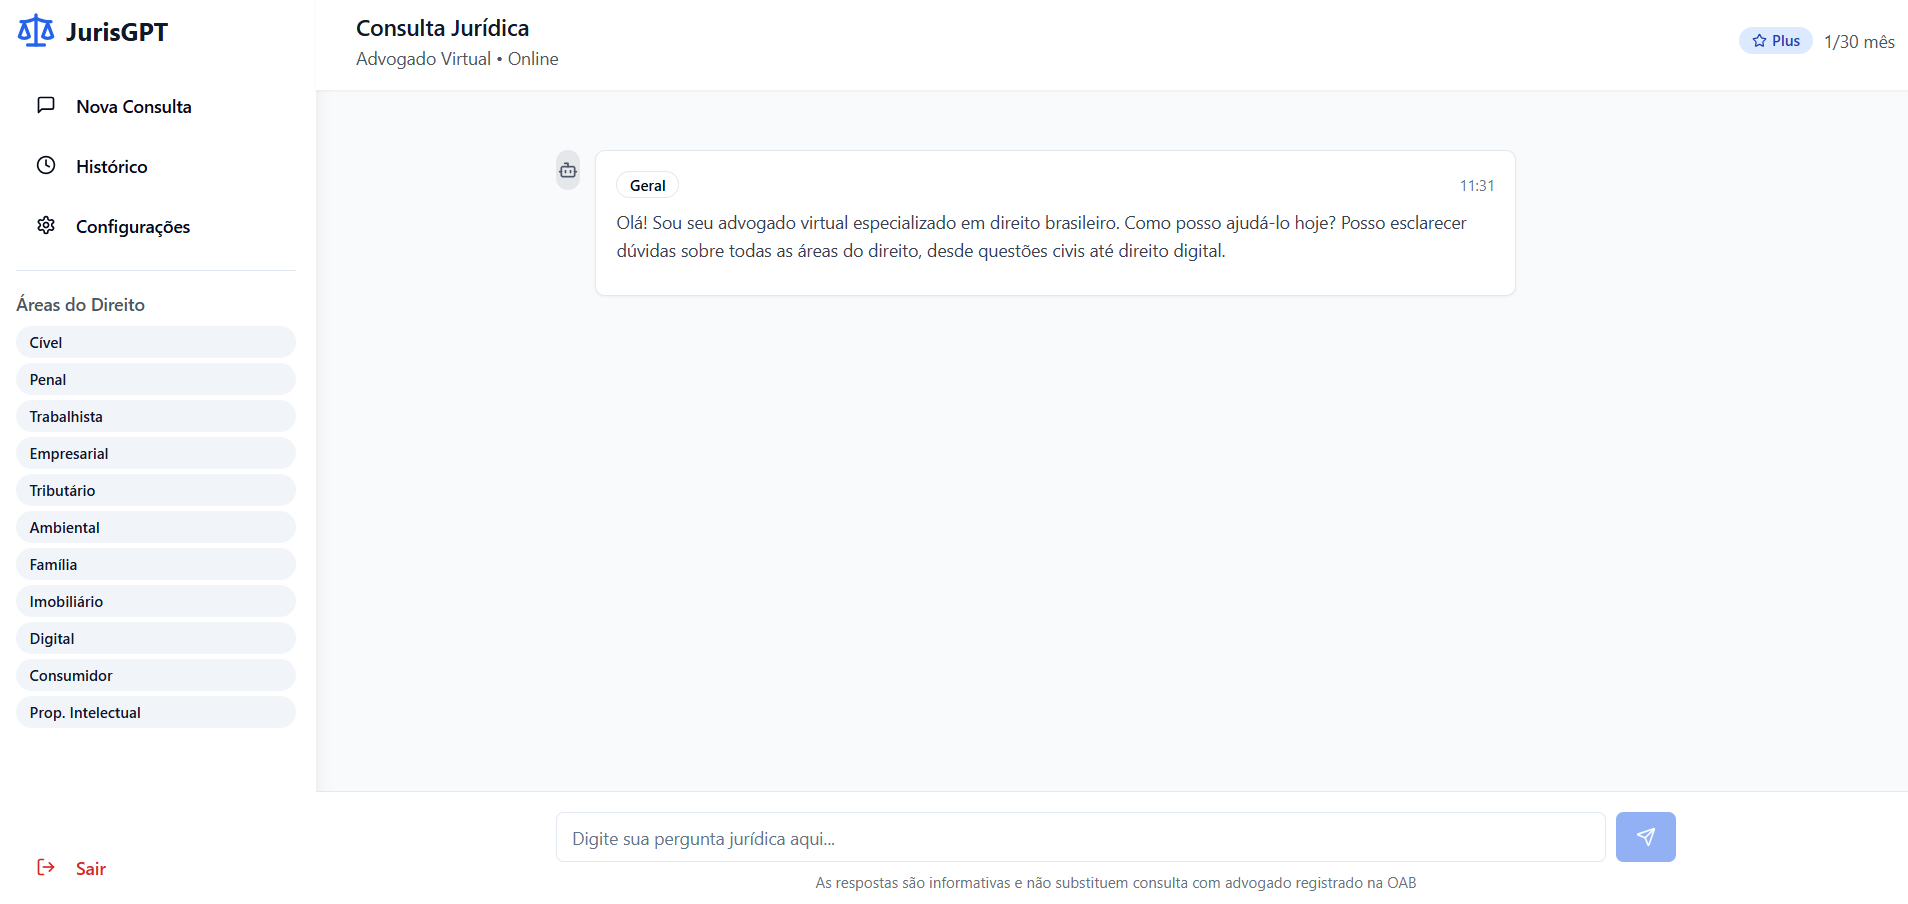 JurisGPT
Nova Consulta
Histórico
Configurações
Áreas do Direito
Cível
Penal
Trabalhista
Empresarial
Tributário
Ambiental
Família
Imobiliário
Digital
Consumidor
Prop. Intelectual
Sair
Consulta Jurídica
Advogado Virtual • Online
Plus
1/30 mês
Geral
11:31
Olá! Sou seu advogado virtual especializado em direito brasileiro. Como posso ajudá-lo hoje? Posso esclarecer
dúvidas sobre todas as áreas do direito, desde questões civis até direito digital.
Digite sua pergunta jurídica aqui...
As respostas são informativas e não substituem consulta com advogado registrado na OAB